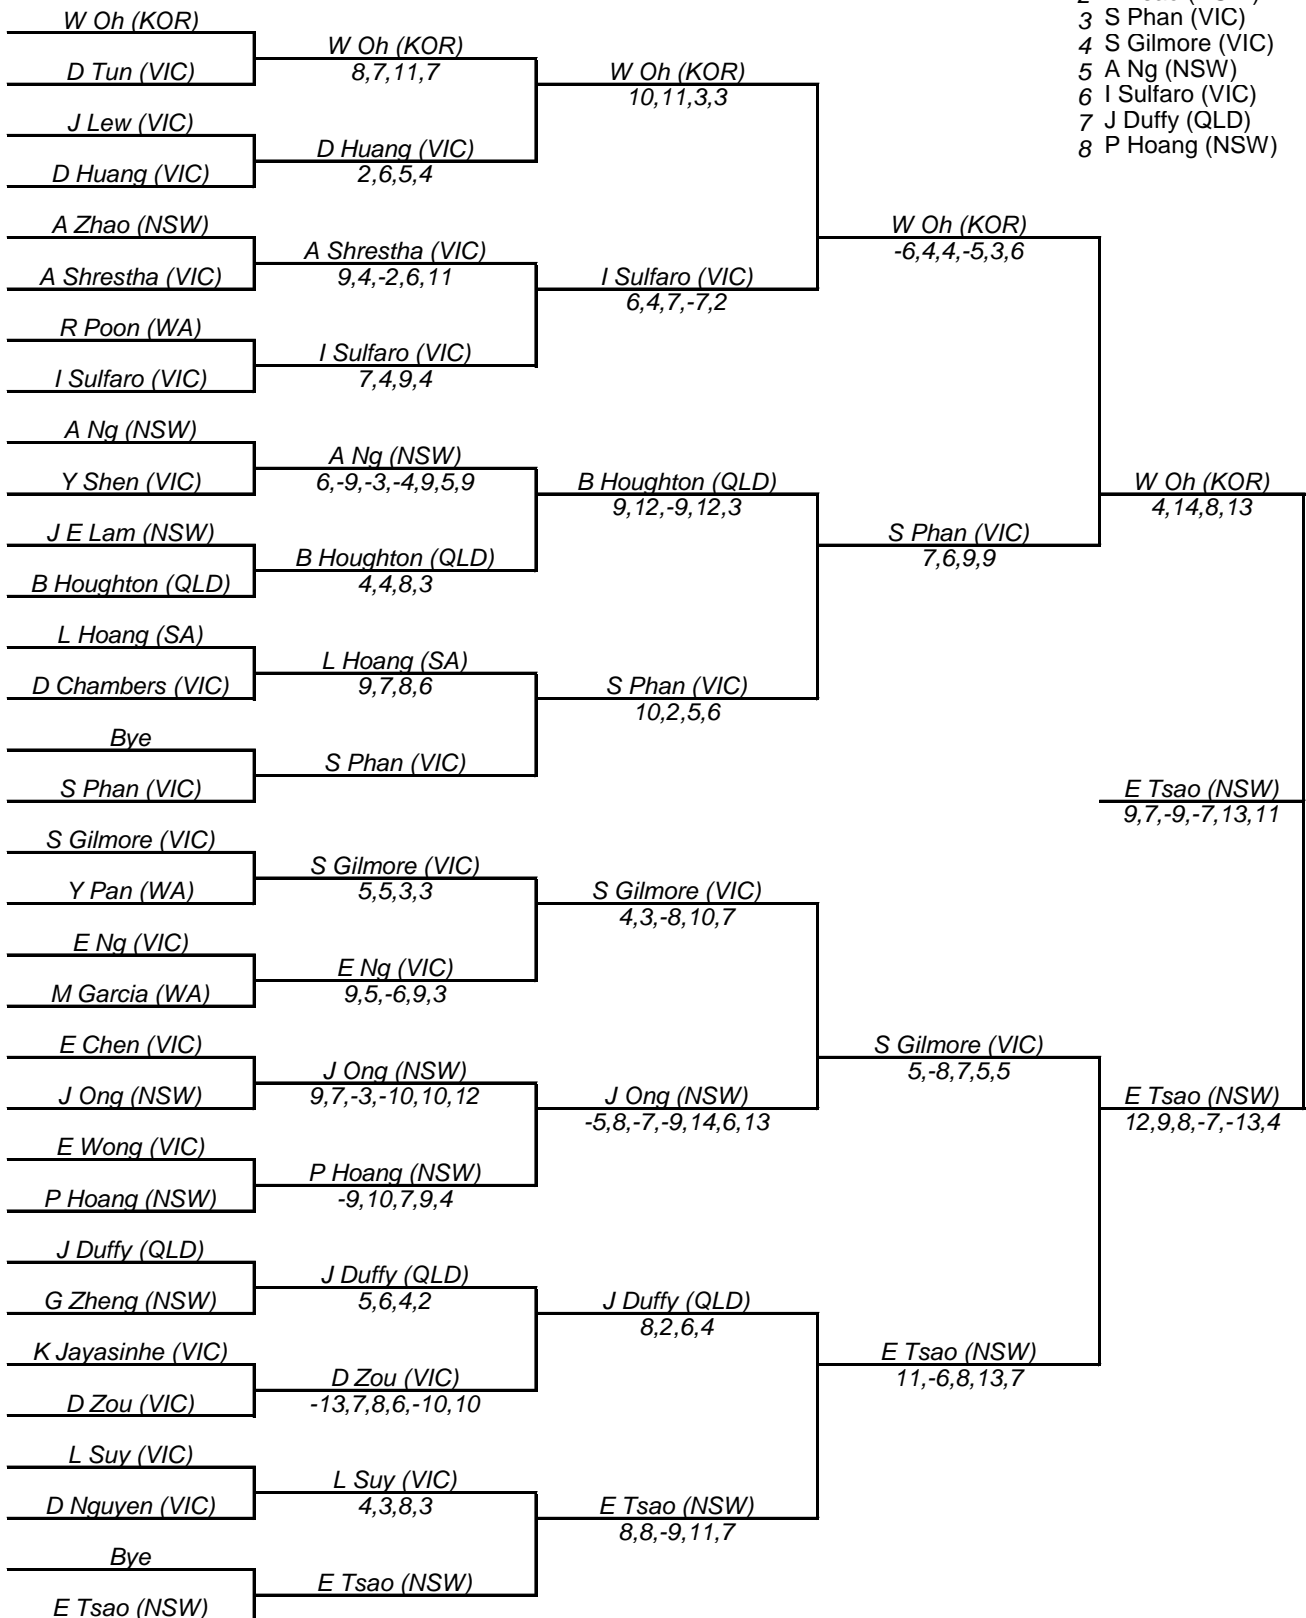 W Oh (KOR)
D Tun (VIC)
J Lew (VIC)
D Huang (VIC)
A Zhao (NSW)
A Shrestha (VIC)
R Poon (WA)
I Sulfaro (VIC)
A Ng (NSW)
Y Shen (VIC)
J E Lam (NSW)
B Houghton (QLD)
L Hoang (SA)
D Chambers (VIC)
Bye
S Phan (VIC)
S Gilmore (VIC)
Y Pan (WA)
E Ng (VIC)
M Garcia (WA)
E Chen (VIC)
J Ong (NSW)
E Wong (VIC)
P Hoang (NSW)
J Duffy (QLD)
G Zheng (NSW)
K Jayasinhe (VIC)
D Zou (VIC)
L Suy (VIC)
D Nguyen (VIC)
Bye
E Tsao (NSW)
W Oh (KOR)
8,7,11,7
D Huang (VIC)
2,6,5,4
A Shrestha (VIC)
9,4,-2,6,11
I Sulfaro (VIC)
7,4,9,4
A Ng (NSW)
6,-9,-3,-4,9,5,9
B Houghton (QLD)
4,4,8,3
L Hoang (SA)
9,7,8,6
S Phan (VIC)
S Gilmore (VIC)
5,5,3,3
E Ng (VIC)
9,5,-6,9,3
J Ong (NSW)
9,7,-3,-10,10,12
P Hoang (NSW)
-9,10,7,9,4
J Duffy (QLD)
5,6,4,2
D Zou (VIC)
-13,7,8,6,-10,10
L Suy (VIC)
4,3,8,3
E Tsao (NSW)
W Oh (KOR)
10,11,3,3
I Sulfaro (VIC)
6,4,7,-7,2
B Houghton (QLD)
9,12,-9,12,3
S Phan (VIC)
10,2,5,6
S Gilmore (VIC)
4,3,-8,10,7
J Ong (NSW)
-5,8,-7,-9,14,6,13
J Duffy (QLD)
8,2,6,4
E Tsao (NSW)
8,8,-9,11,7
W Oh (KOR)
-6,4,4,-5,3,6
S Phan (VIC)
7,6,9,9
S Gilmore (VIC)
5,-8,7,5,5
E Tsao (NSW)
11,-6,8,13,7
3 S Phan (VIC)
4 S Gilmore (VIC)
5 A Ng (NSW)
6 I Sulfaro (VIC)
7 J Duffy (QLD)
8 P Hoang (NSW)
W Oh (KOR)
4,14,8,13
E Tsao (NSW)
9,7,-9,-7,13,11
E Tsao (NSW)
12,9,8,-7,-13,4